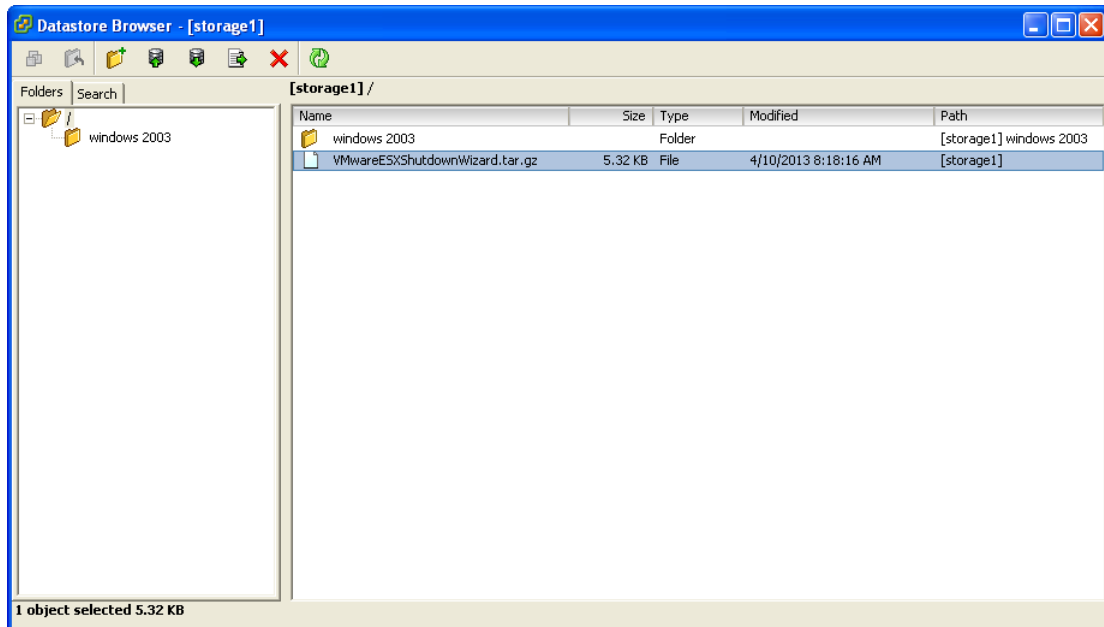 Datastore Browser - [storage1]
Folders Search
[storage1] /
/
windows 2003
Name Size Type Modified Path
windows 2003 Folder [storage1] windows 2003
VMwareESXShutdownWizard.tar.gz 5.32 KB File 4/10/2013 8:18:16 AM [storage1]
1 object selected 5.32 KB